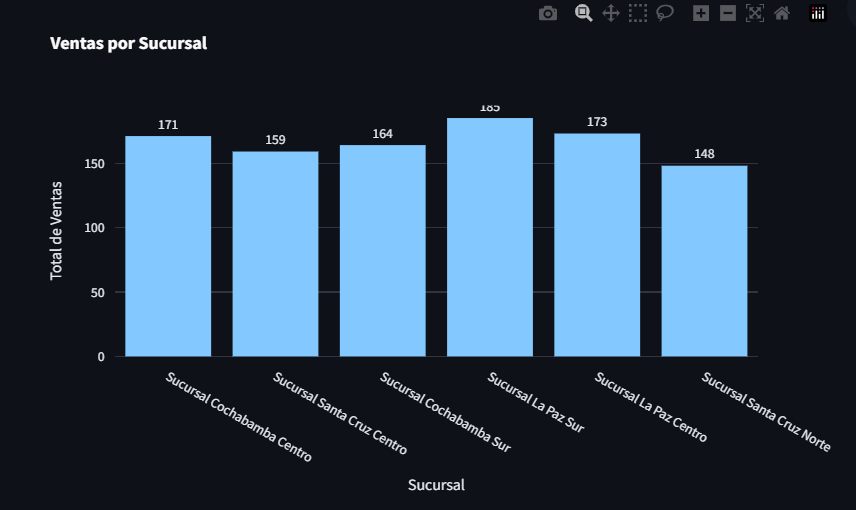 Ventas por Sucursal
185
171
173
159
164
148
150
100
50
0
Total de Ventas
Sucursal Cochabamba Centro
Sucursal Santa Cruz Centro
Sucursal Cochabamba Sur
Sucursal La Paz Sur
Sucursal La Paz Centro
Sucursal Santa Cruz Norte
Sucursal